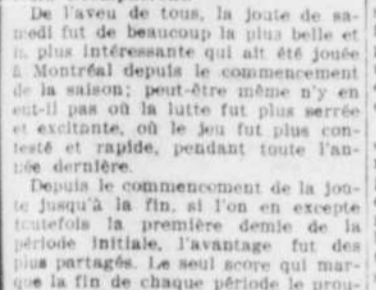 De l'aveu de tous, la joute de sa-
medi fut de beaucoup la plus belle et
la plus intéressante qui ait été jouée
à Montréal depuis le commencement
de la saison; peut-être même n'y en
eut-il pas où la lutte fut plus serrée
et excitante, où le jeu fut plus con-
testé et rapide, pendant toute l'an-
née dernière.
Depuis le commencement de la jou-
te jusqu'à la fin, si l'on en excepte
toutefois la première demie de la
période initiale, l'avantage fut des
plus partagés. Le seul score qui mar-
que la fin de chaque période le prou-